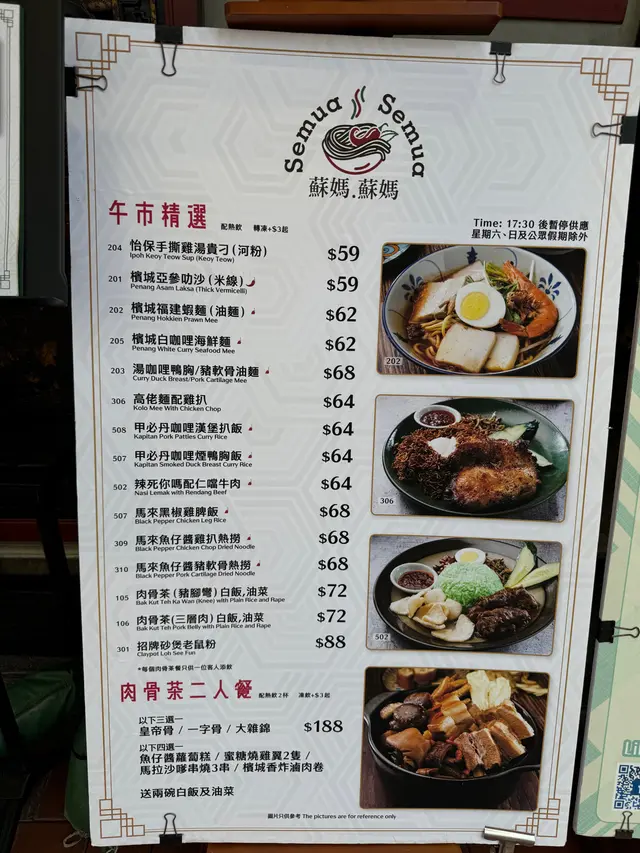 Semua Semua
蘇媽.蘇媽
午市精選 配熱飲 轉凍+$3起
Time: 17:30 後暫停供應
星期六、日及公眾假期除外
204 怡保手撕雞湯貴刁(河粉) $59
Ipoh Keoy Teow Sup (Keoy Teow)
201 檳城亞參叻沙(米線) $59
Penang Asam Laksa (Thick Vermicelli)
202 檳城福建蝦麵(油麵) $62
Penang Hokkien Prawn Mee
205 檳城白咖哩海鮮麵 $62
Penang White Curry Seafood Mee
203 湯咖哩鴨胸/豬軟骨油麵 $68
Curry Duck Breast/Pork Cartilage Mee
306 高佬麵配雞扒 $64
Kolo Mee With Chicken Chop
508 甲必丹咖哩漢堡扒飯 $64
Kapitan Pork Patties Curry Rice
507 甲必丹咖哩煙鴨胸飯 $64
Kapitan Smoked Duck Breast Curry Rice
502 辣死你嗎配仁噹牛肉 $64
Nasi Lemak with Rendang Beef
507 馬來黑椒雞脾飯 $68
Black Pepper Chicken Leg Rice
309 馬來魚仔醬雞扒熱撈 $68
Black Pepper Chicken Chop Dried Noodle
310 馬來魚仔醬豬軟骨熱撈 $68
Black Pepper Pork Cartilage Dried Noodle
105 肉骨茶(豬腳彎)白飯,油菜 $72
Bak Kut Teh Ka Wan (Knee) with Plain Rice and Rape
106 肉骨茶(三層肉)白飯,油菜 $72
Bak Kut Teh Pork Belly with Plain Rice and Rape
301 招牌砂煲老鼠粉 $88
Claypot Loh See Fun
*每個肉骨茶餐只供一位客人添飲
肉骨茶二人餐 配熱飲2杯 凍飲+$3起
以下三選一
皇帝骨 / 一字骨 / 大雜錦 $188
以下四選一
魚仔醬蘿蔔糕 / 蜜糖燒雞翼2隻 /
馬拉沙嗲串燒3串 / 檳城香炸滷肉卷
送兩碗白飯及油菜
202
306
502
圖片只供參考 The pictures are for reference only